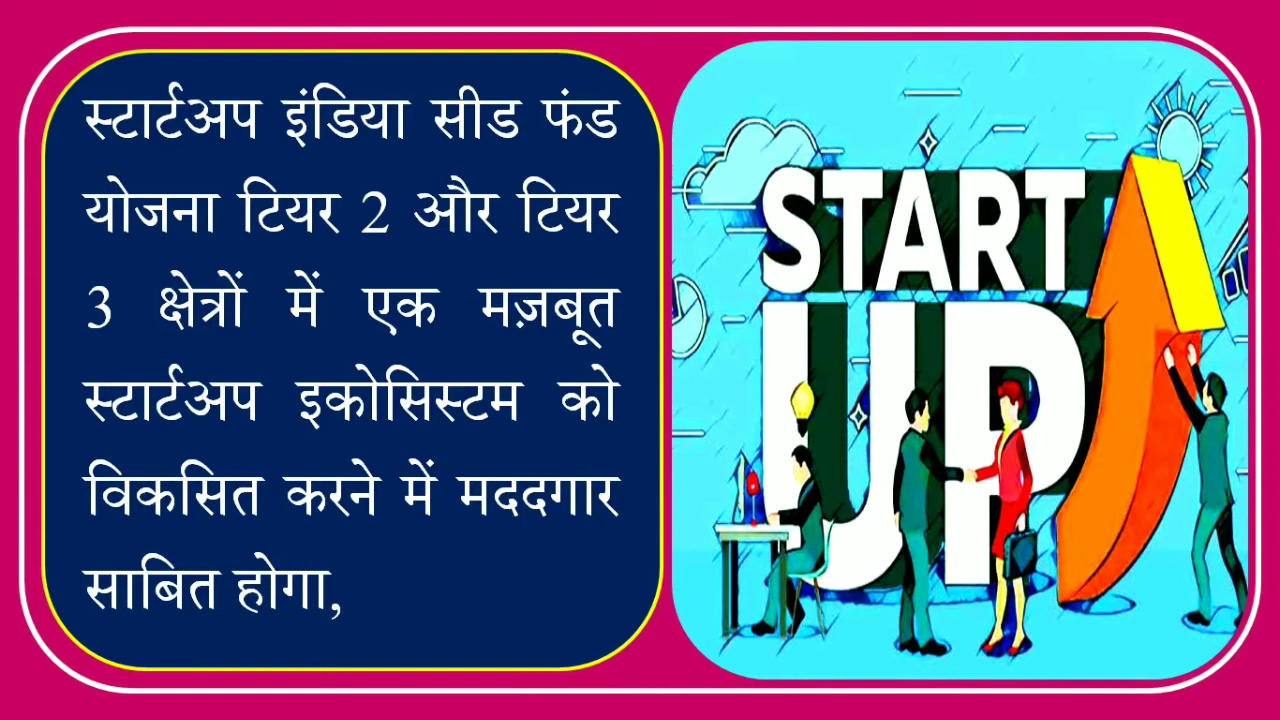 स्टार्टअप इंडिया सीड फंड
योजना टियर 2 और टियर
3 क्षेत्रों में एक मज़बूत
स्टार्टअप इकोसिस्टम को
विकसित करने में मददगार
साबित होगा,
START
UP